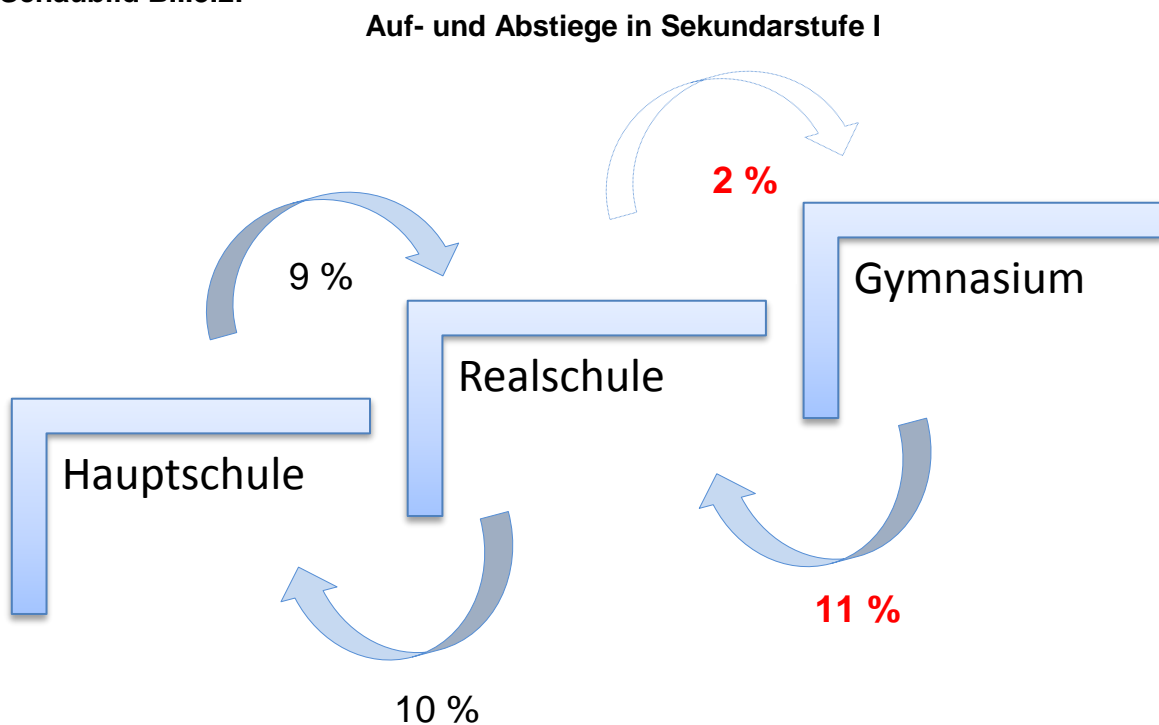 Auf- und Abstiege in Sekundarstufe I
2 %
Gymnasium
9 %
Realschule
Hauptschule
11 %
10 %